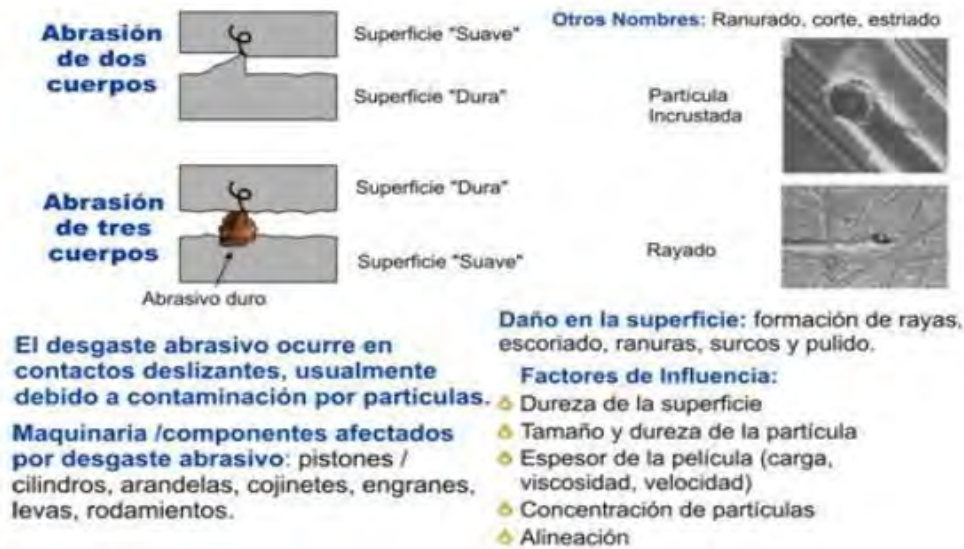 Abrasión
de dos
cuerpos
Superficie "Suave"
Superficie "Dura"
Abrasión
de tres
cuerpos
Superficie "Dura"
Superficie "Suave"
Abrasivo duro
El desgaste abrasivo ocurre en
contactos deslizantes, usualmente
debido a contaminación por particulas.
Maquinaria /componentes afectados
por desgaste abrasivo: pistones /
cilindros, arandelas, cojinetes, engranes,
levas, rodamientos.
Otros Nombres: Ranurado, corte, estriado
Partícula
Incrustada
Rayado
Daño en la superficie: formación de rayas,
escoriado, ranuras, surcos y pulido.
Factores de Influencia:
Dureza de la superficie
Tamaño y dureza de la partícula
Espesor de la película (carga,
viscosidad, velocidad)
Concentración de partículas
Alineación